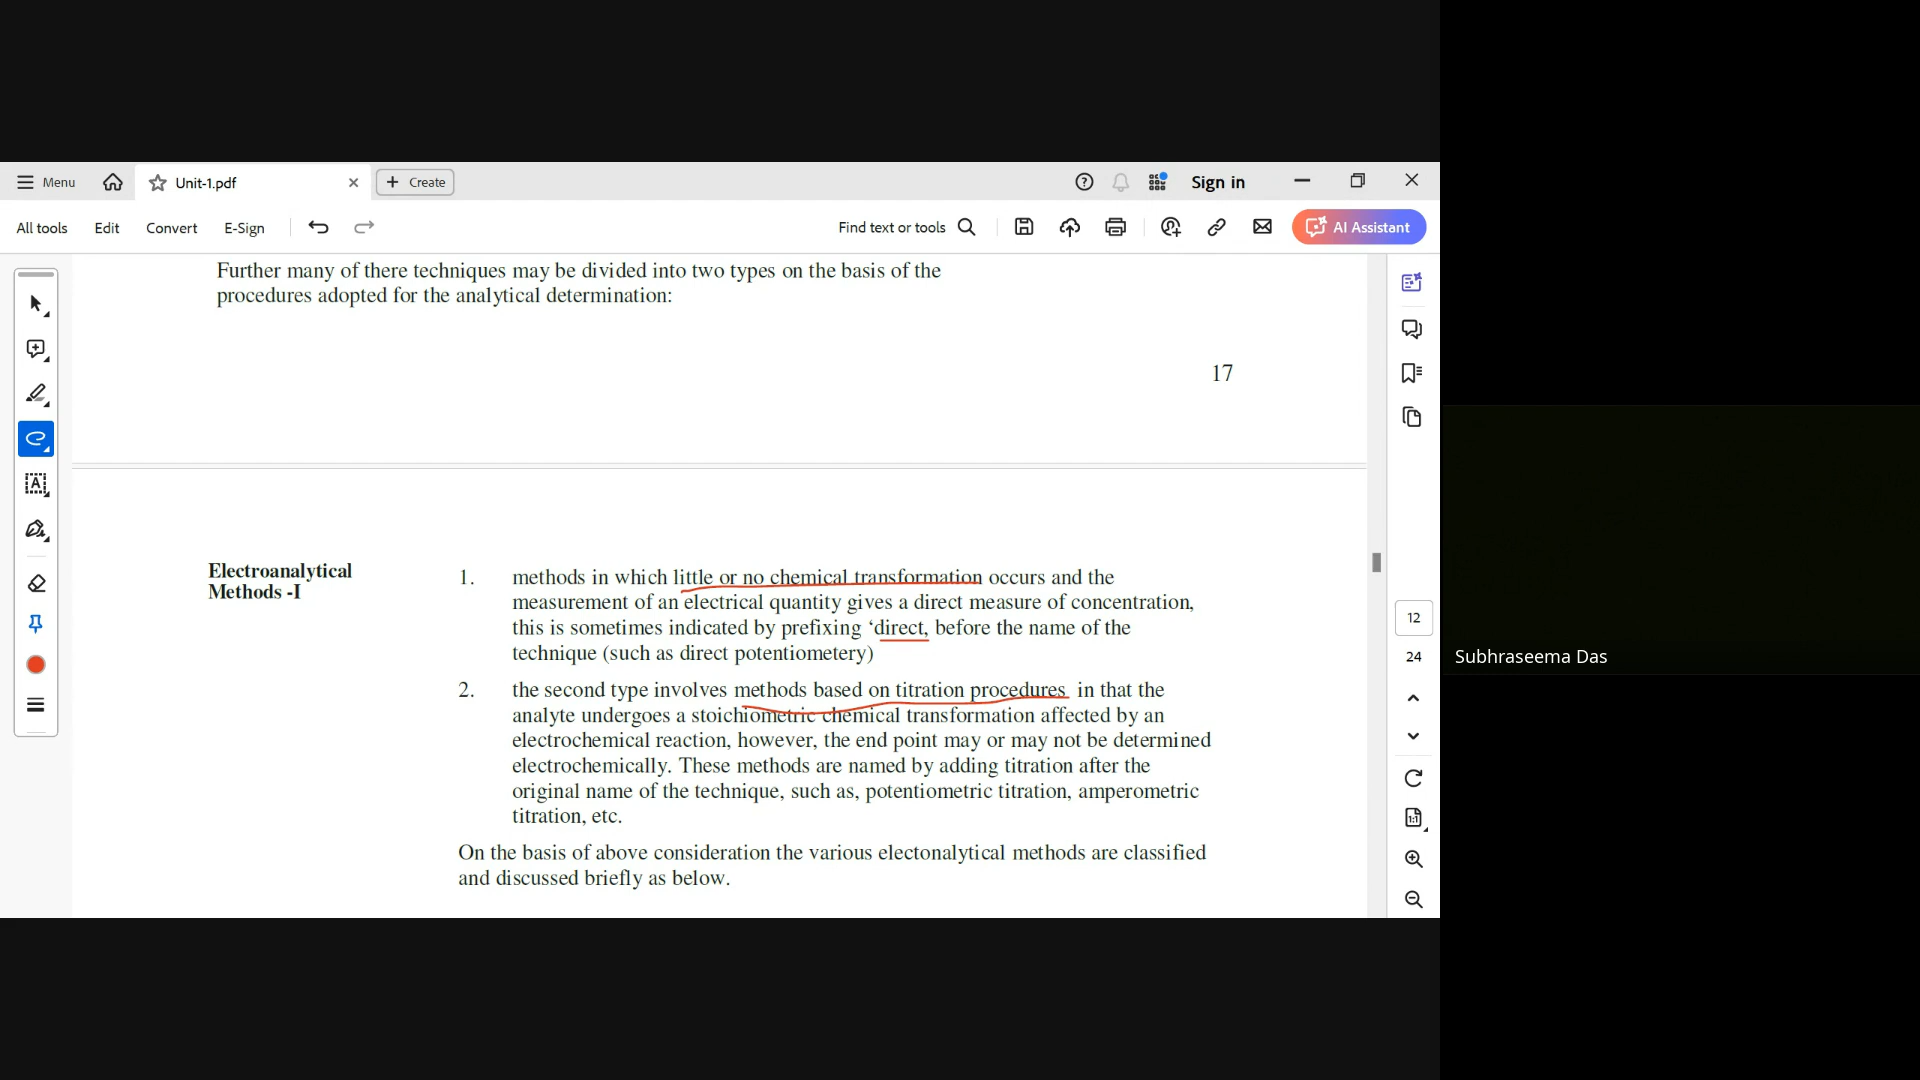 Menu
Unit-1.pdf
Create
Sign in
All tools
Edit
Convert
E-Sign
Find text or tools
AI Assistant
Further many of there techniques may be divided into two types on the basis of the
procedures adopted for the analytical determination:
17
Electroanalytical
Methods -I
1. methods in which little or no chemical transformation occurs and the
measurement of an electrical quantity gives a direct measure of concentration,
this is sometimes indicated by prefixing ‘direct, before the name of the
technique (such as direct potentiometery)
2. the second type involves methods based on titration procedures in that the
analyte undergoes a stoichiometric chemical transformation affected by an
electrochemical reaction, however, the end point may or may not be determined
electrochemically. These methods are named by adding titration after the
original name of the technique, such as, potentiometric titration, amperometric
titration, etc.
On the basis of above consideration the various electonalytical methods are classified
and discussed briefly as below.
12
24
Subhraseema Das